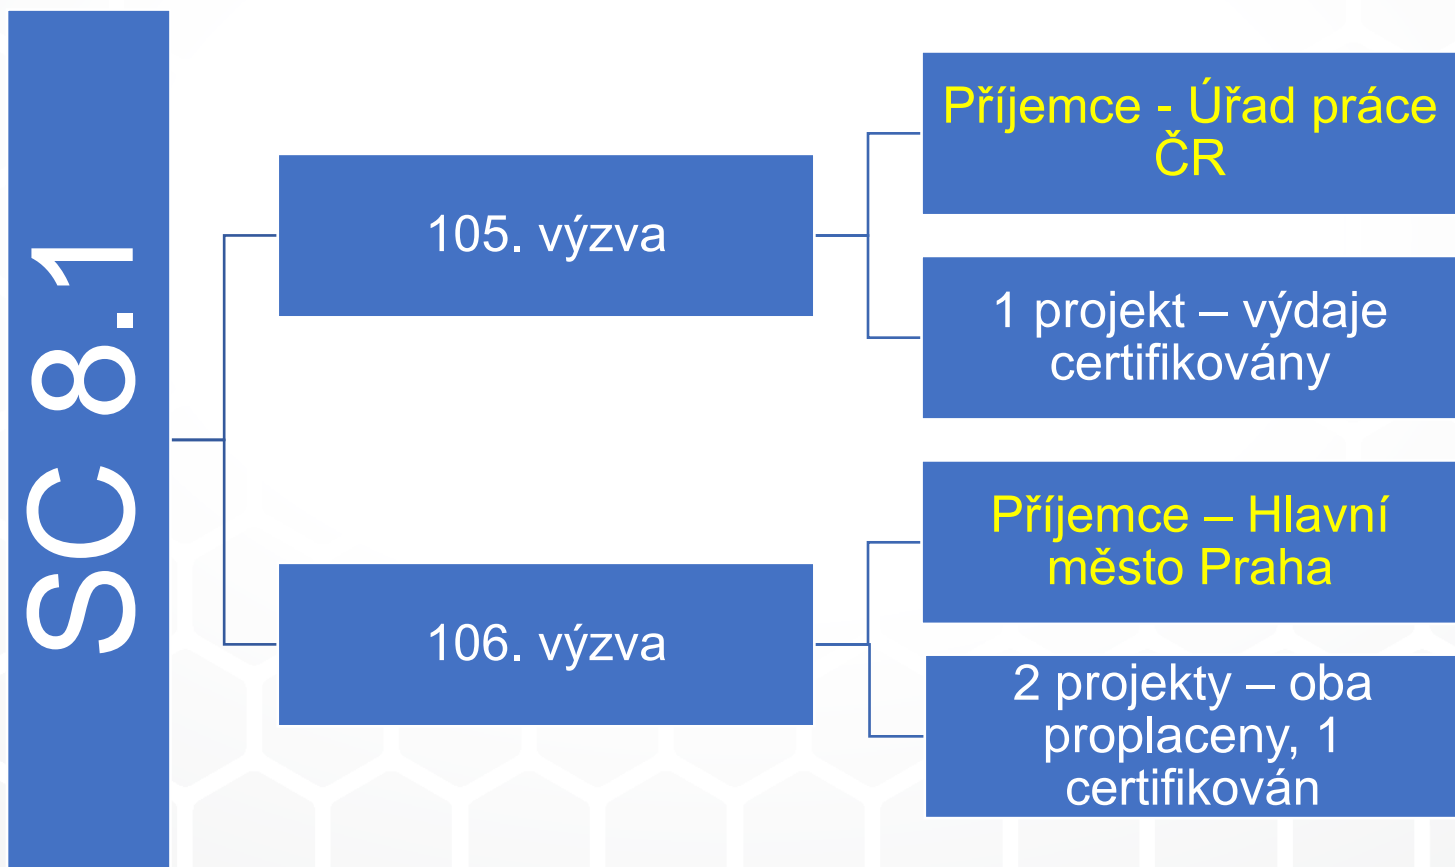 SC 8.1
105. výzva
Příjemce - Úřad práce
ČR
1 projekt – výdaje
certifikovány
106. výzva
Příjemce – Hlavní
město Praha
2 projekty – oba
proplaceny, 1
certifikován